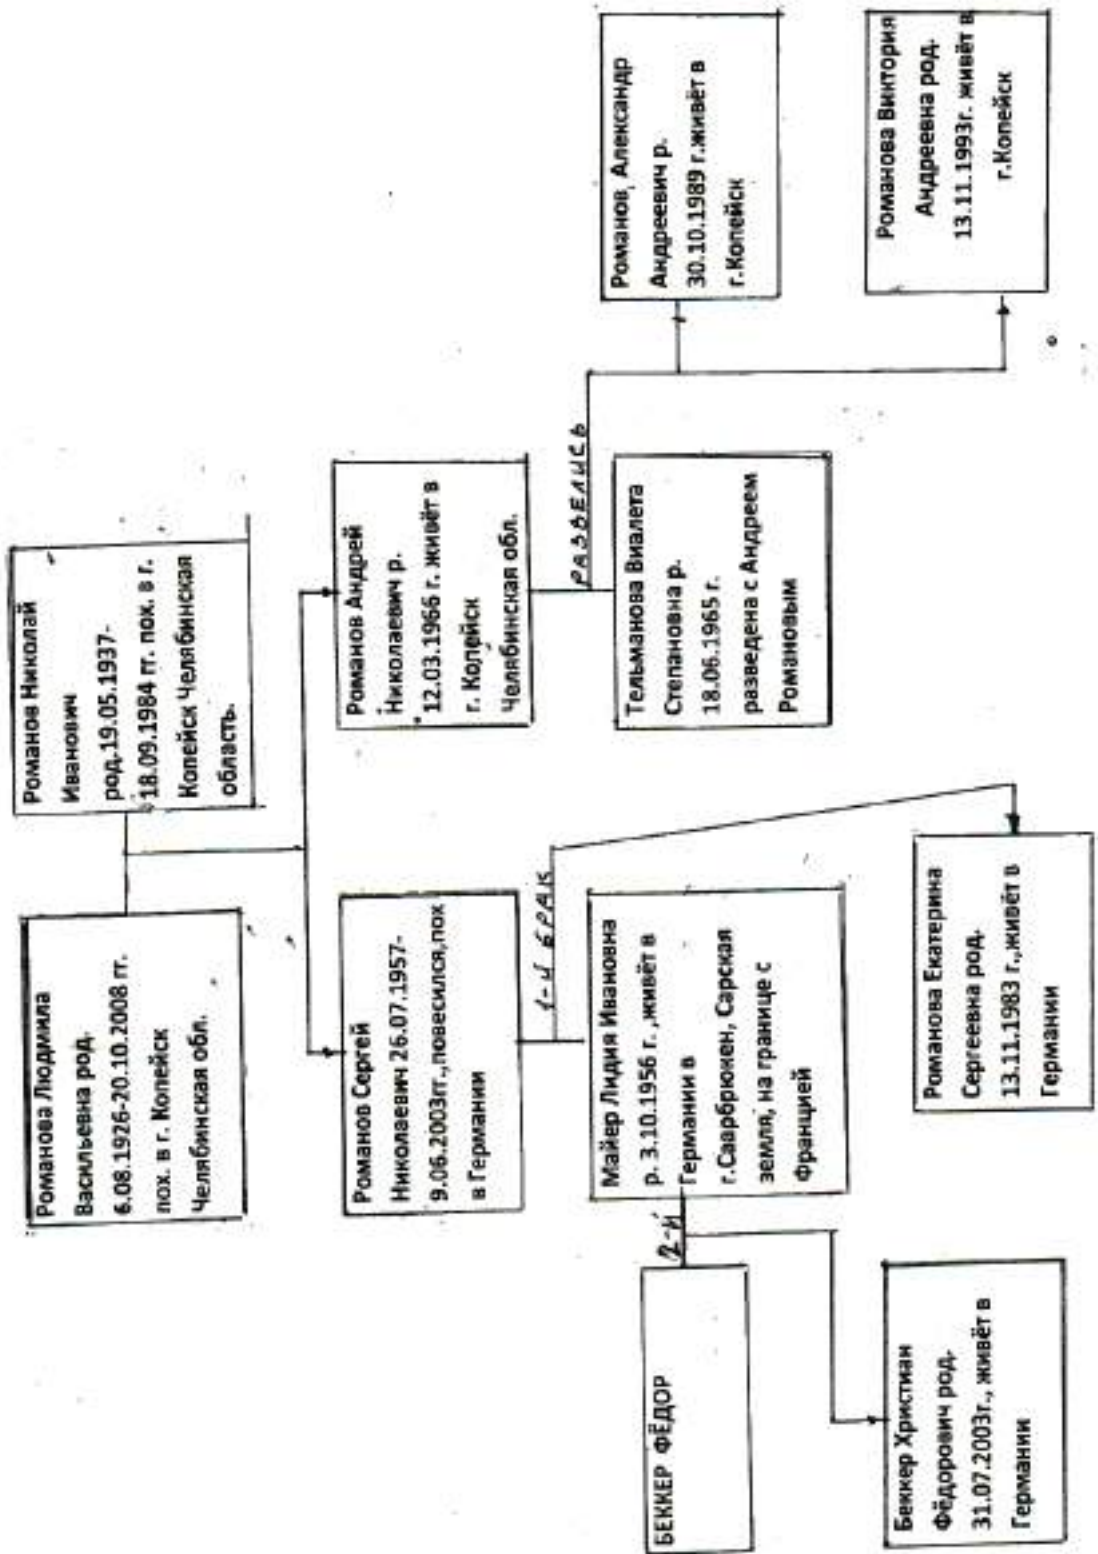 Романова Людмила
Васильевна род.
6.08.1926-20.10.2008 гг.
пох. в г. Копейск
Челябинская обл.
Романов Николай
Иванович
род.19.05.1937-
18.09.1984 гг. пох. в г.
Копейск Челябинская
область.
Романов Сергей
Николаевич 26.07.1957-
9.06.2003гг.,повесился,пох
в Германии
Романов Андрей
Николаевич р.
12.03.1966 г. живёт в
г. Копейск
Челябинская обл.
1-й БРАК
РАЗВЕЛИСЬ
Майер Лидия Ивановна
р. 3.10.1956 г. ,живёт в
Германии в
г.Саарбрюкен, Сарская
земля, на границе с
Францией
Тельманова Виалета
Степановна р.
18.06.1965 г.
разведена с Андреем
Романовым
Романов Александр
Андреевич р.
30.10.1989 г.живёт в
г.Копейск
2-й
БЕККЕР ФЁДОР
Беккер Христиан
Фёдорович род.
31.07.2003г., живёт в
Германии
Романова Екатерина
Сергеевна род.
13.11.1983 г.,живёт в
Германии
Романова Виктория
Андреевна род.
13.11.1993г. живёт в
г.Копейск